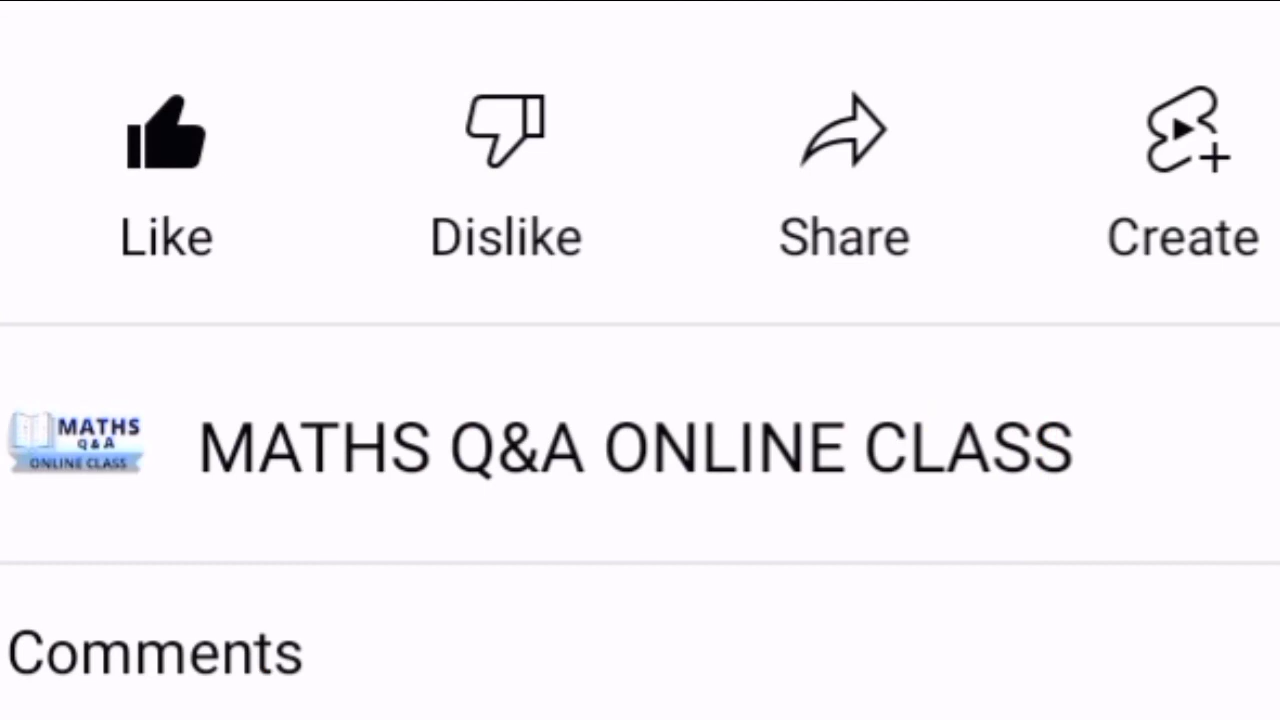 Like Dislike Share Create
MATHS
Q & A
ONLINE CLASS
MATHS Q&A ONLINE CLASS
Comments